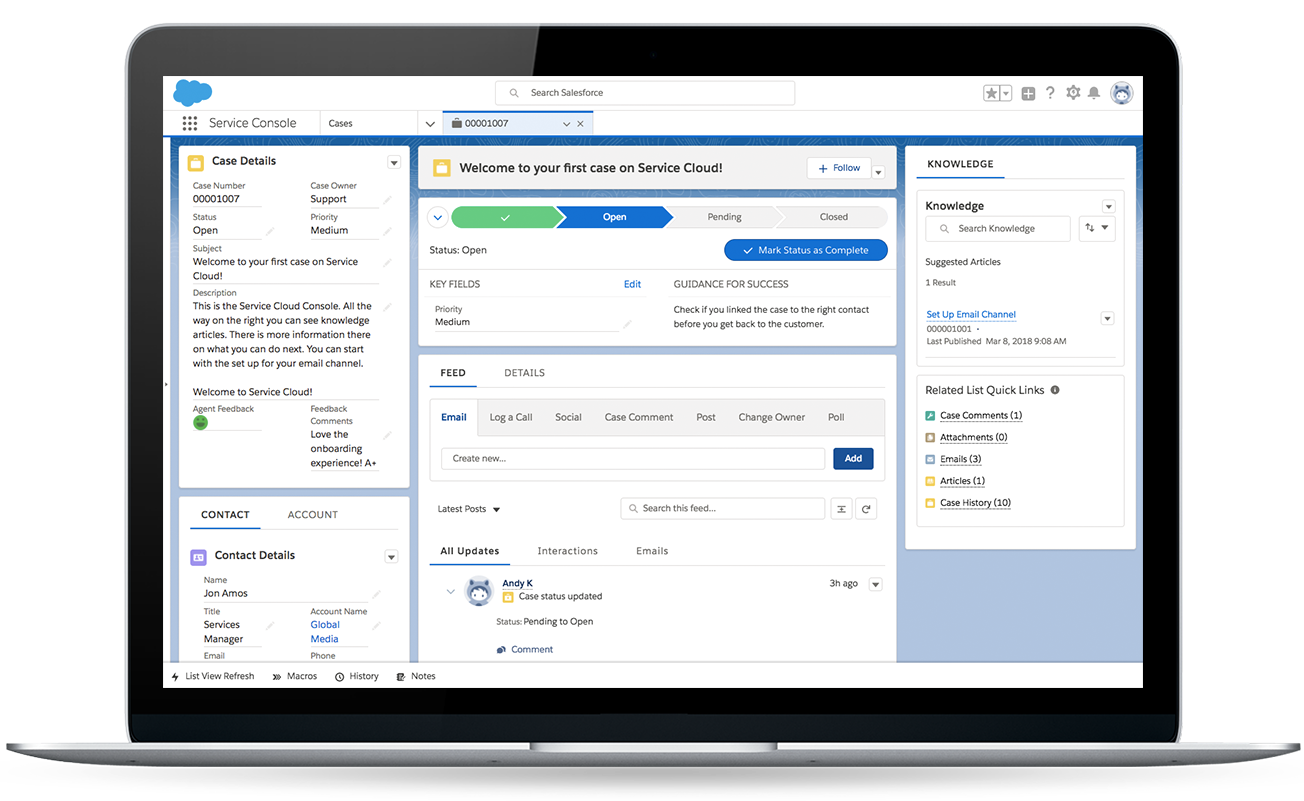 Search Salesforce
Service Console
Cases
00001007
Case Details
Case Number
Case Owner
00001007
Support
Status
Priority
Open
Medium
Subject
Welcome to your first case on Service
Cloud!
Description
This is the Service Cloud Console. All the
way on the right you can see knowledge
articles. There is more information there
on what you can do next. You can start
with the set up for your email channel.
Welcome to Service Cloud!
Agent Feedback
Feedback
Comments
Love the
onboarding
experience! A+
CONTACT
ACCOUNT
Contact Details
Name
Jon Amos
Title
Account Name
Services
Manager
Global
Media
Email
Phone
Welcome to your first case on Service Cloud!
+ Follow
Open
Pending
Closed
Status: Open
Mark Status as Complete
KEY FIELDS
Edit
Priority
Medium
GUIDANCE FOR SUCCESS
Check if you linked the case to the right contact
before you get back to the customer.
FEED
DETAILS
Email
Log a Call
Social
Case Comment
Post
Change Owner
Poll
Create new...
Add
Latest Posts
Search this feed...
All Updates
Interactions
Emails
Andy K
3h ago
Case status updated
Status: Pending to Open
Comment
KNOWLEDGE
Knowledge
Search Knowledge
Suggested Articles
1 Result
Set Up Email Channel
000001001 •
Last Published Mar 8, 2018 9:08 AM
Related List Quick Links
Case Comments (1)
Attachments (0)
Emails (3)
Articles (1)
Case History (10)
List View Refresh
Macros
History
Notes